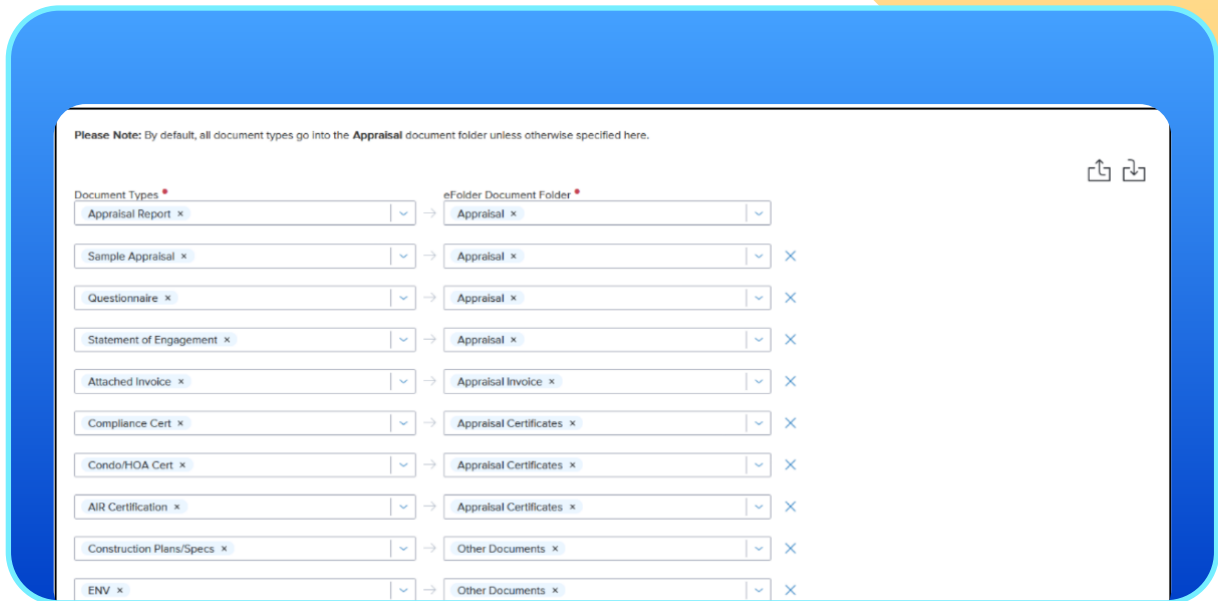 Please Note: By default, all document types go into the Appraisal document folder unless otherwise specified here.
Document Types • eFolder Document Folder •
Appraisal Report × → Appraisal ×
Sample Appraisal × → Appraisal × ×
Questionnaire × → Appraisal × ×
Statement of Engagement × → Appraisal × ×
Attached Invoice × → Appraisal Invoice × ×
Compliance Cert × → Appraisal Certificates × ×
Condo/HOA Cert × → Appraisal Certificates × ×
AIR Certification × → Appraisal Certificates × ×
Construction Plans/Specs × → Other Documents × ×
ENV × → Other Documents × ×